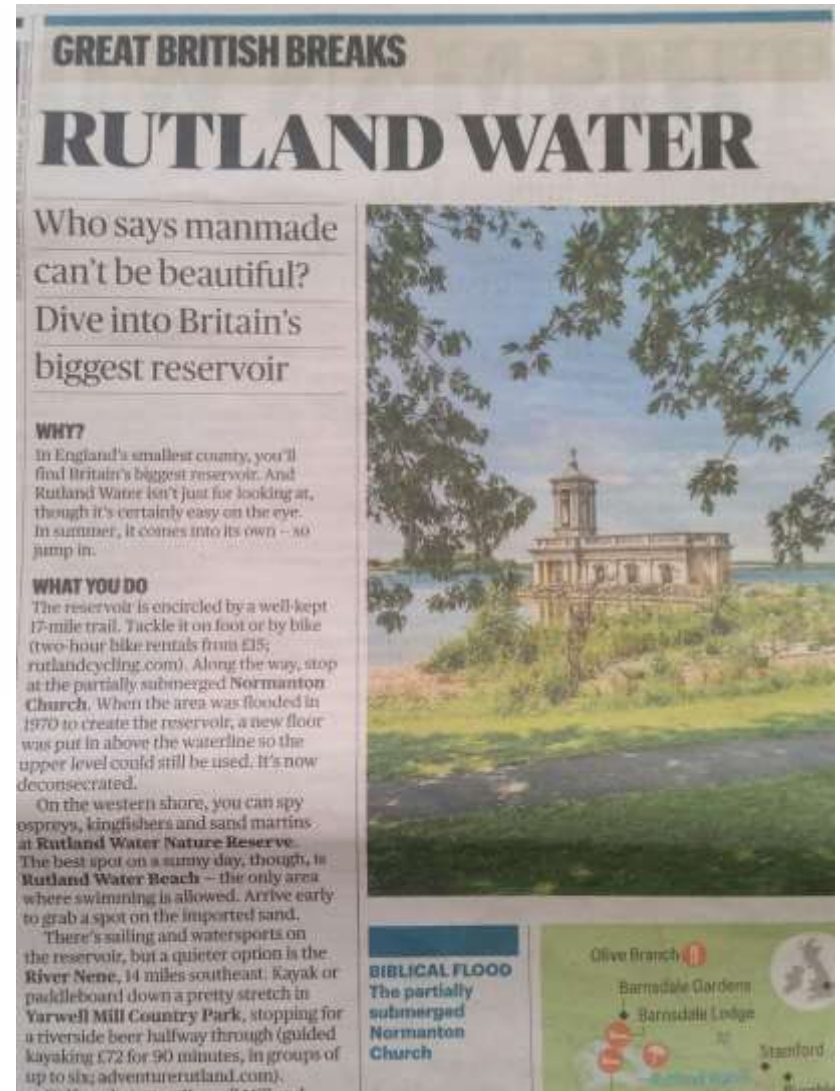 GREAT BRITISH BREAKS
RUTLAND WATER
Who says manmade
can't be beautiful?
Dive into Britain's
biggest reservoir
WHY?
In England's smallest county, you'll
find Britain's biggest reservoir. And
Rutland Water isn't just for looking at,
though it's certainly easy on the eye.
In summer, it comes into its own – so
jump in.
WHAT YOU DO
The reservoir is encircled by a well-kept
17-mile trail. Tackle it on foot or by bike
(two-hour bike rentals from £15;
rutlandcycling.com). Along the way, stop
at the partially submerged Normanton
Church. When the area was flooded in
1970 to create the reservoir, a new floor
was put in above the waterline so the
upper level could still be used. It's now
deconsecrated.
On the western shore, you can spy
ospreys, kingfishers and sand martins
at Rutland Water Nature Reserve.
The best spot on a sunny day, though, is
Rutland Water Beach – the only area
where swimming is allowed. Arrive early
to grab a spot on the imported sand.
There's sailing and watersports on
the reservoir, but a quieter option is the
River Nene, 14 miles southeast. Kayak or
paddleboard down a pretty stretch in
Yarwell Mill Country Park, stopping for
a riverside beer halfway through (guided
kayaking £72 for 90 minutes, in groups of
up to six; adventurerutland.com).
BIBLICAL FLOOD
The partially
submerged
Normanton
Church
Olive Branch
Barnsdale Gardens
Barnsdale Lodge
Stamford